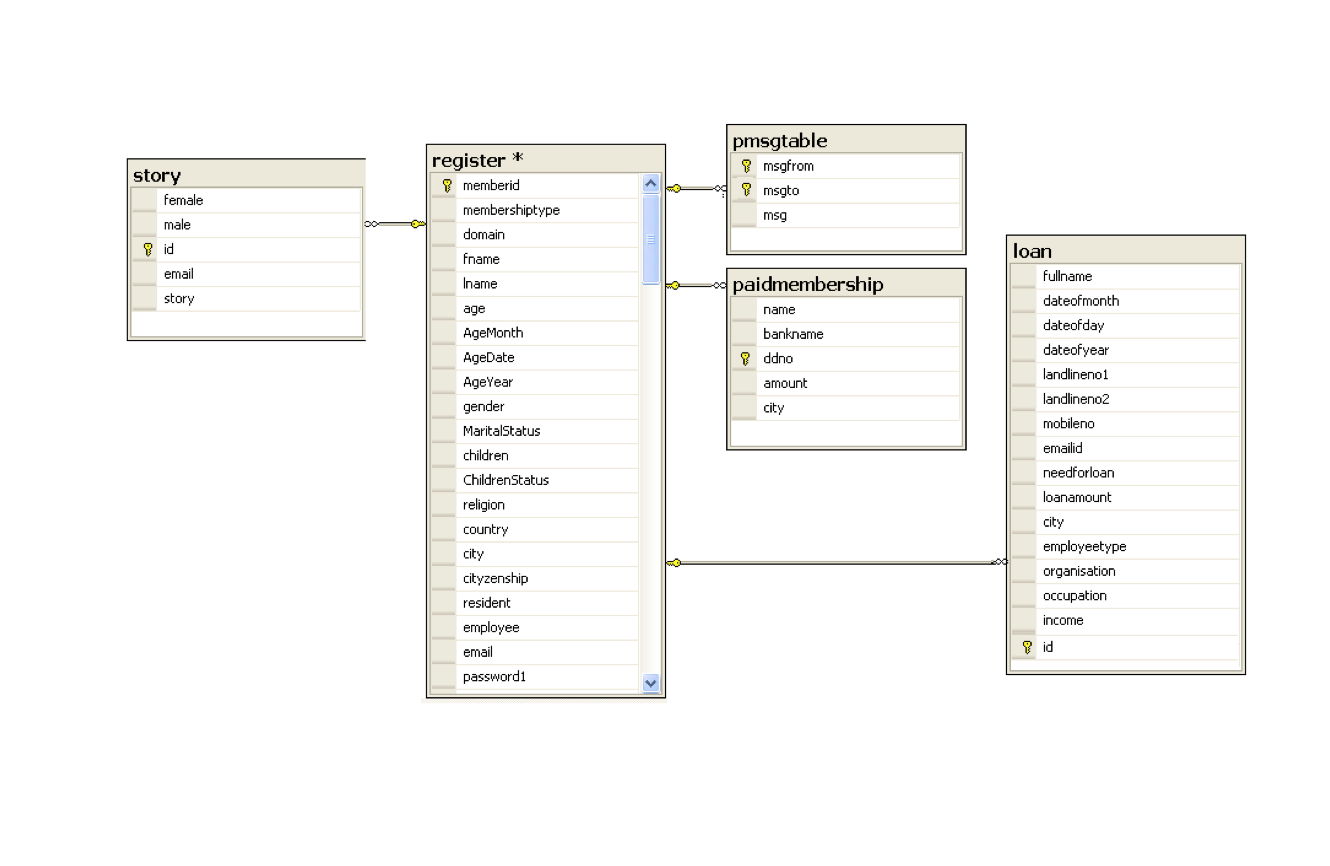 story
female
male
id
email
story
register *
memberid
membershiptype
domain
fname
lname
age
AgeMonth
AgeDate
AgeYear
gender
MaritalStatus
children
ChildrenStatus
religion
country
city
cityzenship
resident
employee
email
password1
pmsgtable
msgfrom
msgto
msg
paidmembership
name
bankname
ddno
amount
city
loan
fullname
dateofmonth
dateofday
dateofyear
landlineno1
landlineno2
mobileno
emailid
needforloan
loanamount
city
employeetype
organisation
occupation
income
id